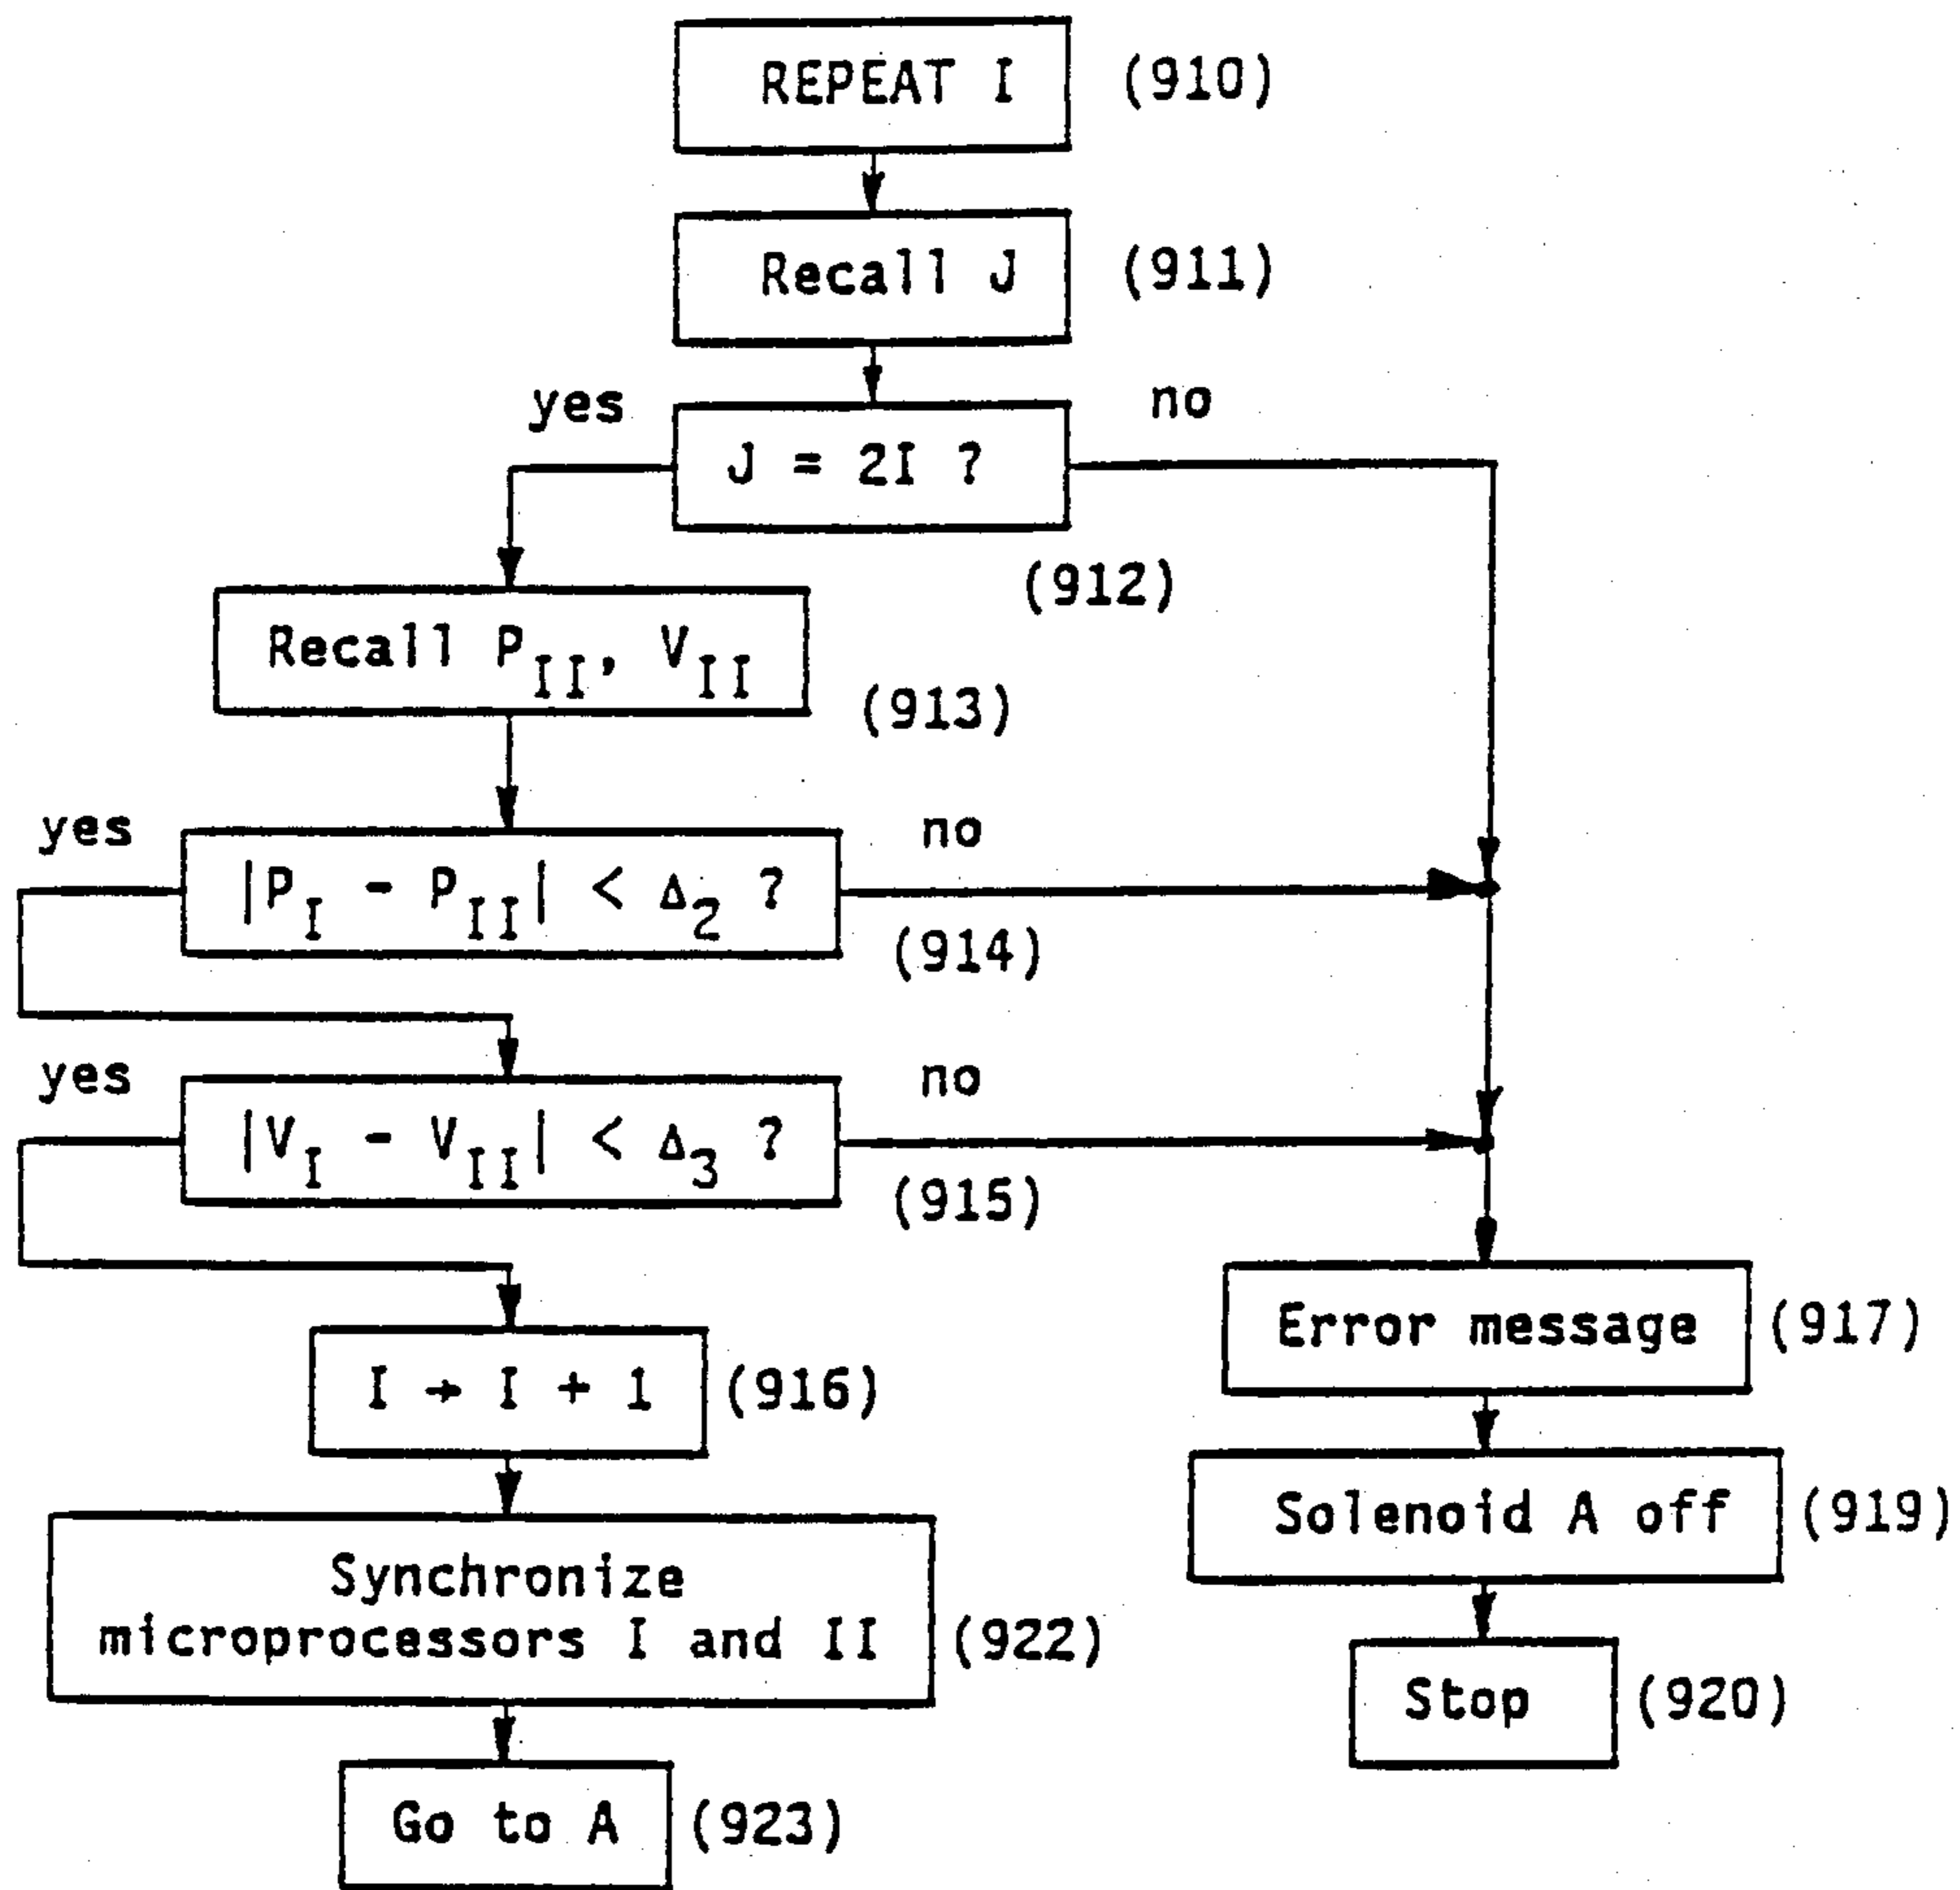 REPEAT I (910)
Recall J (911)
yes no
J = 2I ?
(912)
Recall P_II, V_II
(913)
yes no
|P_I - P_II| < Δ_2 ?
(914)
yes no
|V_I - V_II| < Δ_3 ?
(915)
I → I + 1 (916)
Synchronize
microprocessors I and II (922)
Go to A (923)
Error message (917)
Solenoid A off (919)
Stop (920)